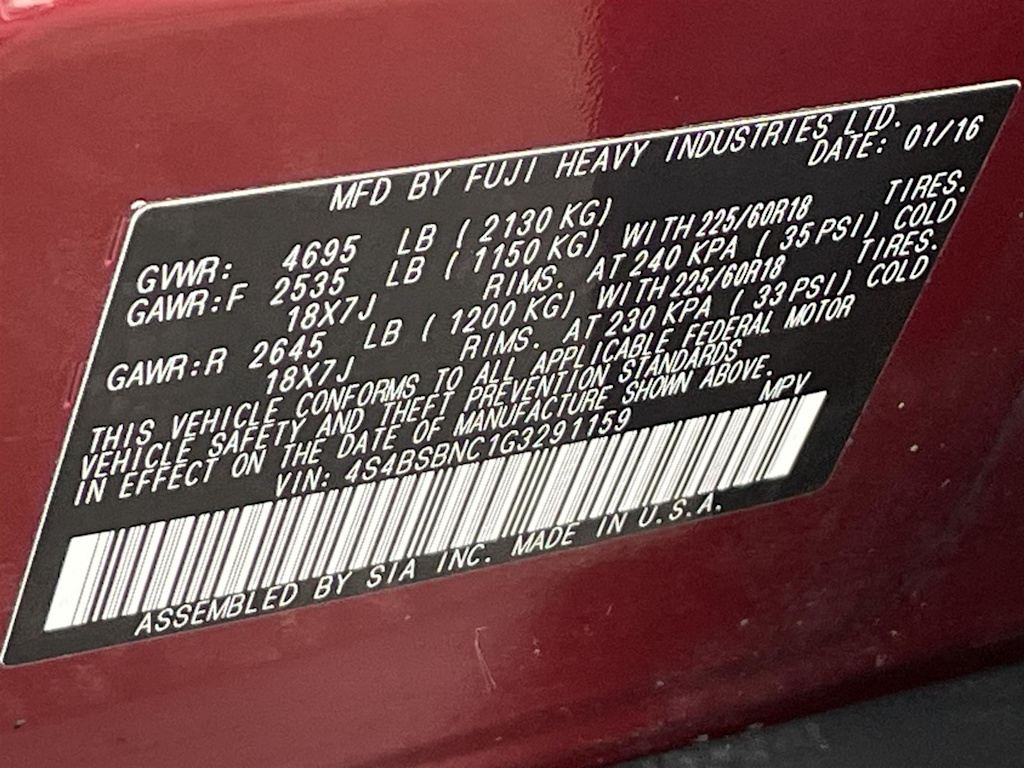 MFD BY FUJI HEAVY INDUSTRIES LTD.
DATE: 01/16
GVWR: 4695 LB ( 2130 KG)
GAWR:F 2535 LB ( 1150 KG) WITH 225/60R18 TIRES.
18X7J RIMS. AT 240 KPA ( 35 PSI) COLD
GAWR:R 2645 LB ( 1200 KG) WITH 225/60R18 TIRES.
18X7J RIMS. AT 230 KPA ( 33 PSI) COLD
THIS VEHICLE CONFORMS TO ALL APPLICABLE FEDERAL MOTOR
VEHICLE SAFETY AND THEFT PREVENTION STANDARDS
IN EFFECT ON THE DATE OF MANUFACTURE SHOWN ABOVE.
VIN: 4S4BSBNC1G3291159 MPV
ASSEMBLED BY SIA INC. MADE IN U.S.A.